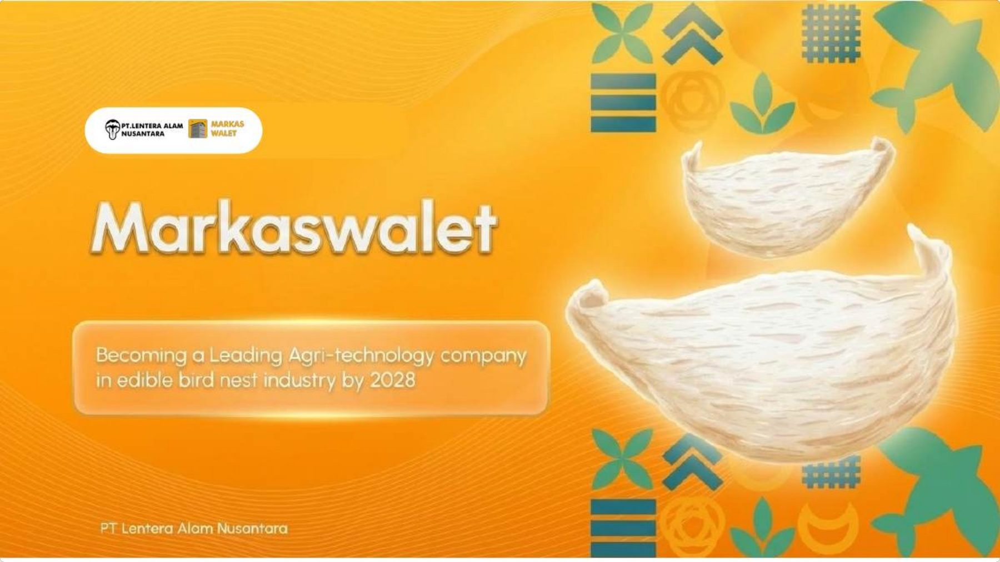 PT.LENTERA ALAM
NUSANTARA
MARKAS
WALET
Markaswalet
Becoming a Leading Agri-technology company
in edible bird nest industry by 2028
PT Lentera Alam Nusantara